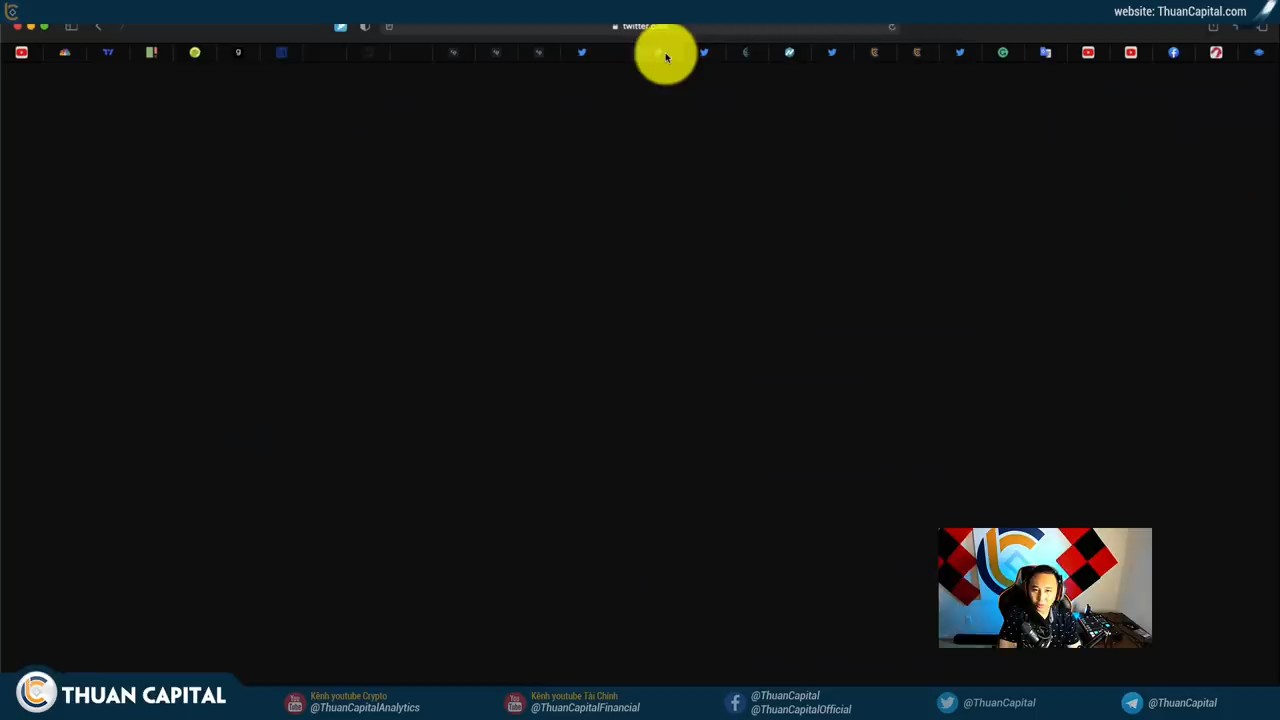 website: ThuanCapital.com
THUAN CAPITAL
Kênh youtube Crypto
@ThuanCapitalAnalytics
Kênh youtube Tài Chính
@ThuanCapitalFinancial
@ThuanCapital
@ThuanCapitalOfficial
@ThuanCapital
@ThuanCapital